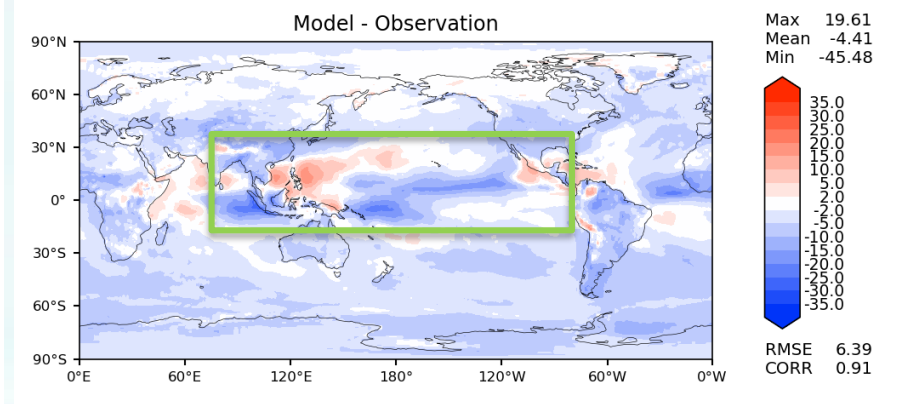 Model - Observation
Max 19.61
Mean -4.41
Min -45.48
90°N
60°N
30°N
0°
30°S
60°S
90°S
0°E
60°E
120°E
180°
120°W
60°W
0°W
35.0
30.0
25.0
20.0
15.0
10.0
5.0
2.0
-2.0
-5.0
-10.0
-15.0
-20.0
-25.0
-30.0
-35.0
RMSE 6.39
CORR 0.91